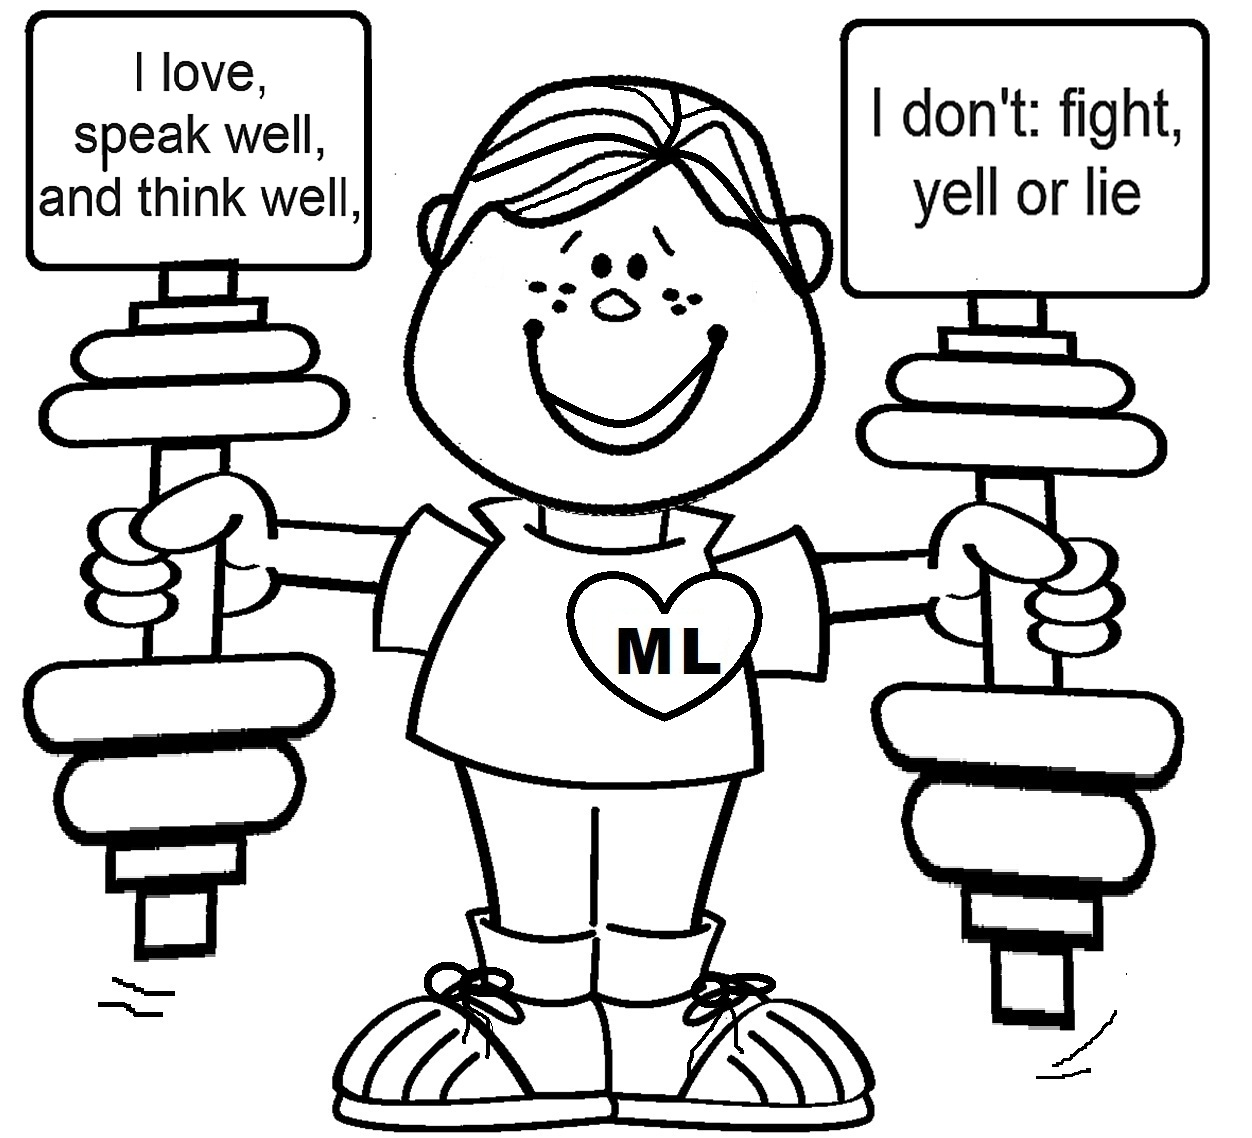 I love,
speak well,
and think well,
I don't: fight,
yell or lie
ML